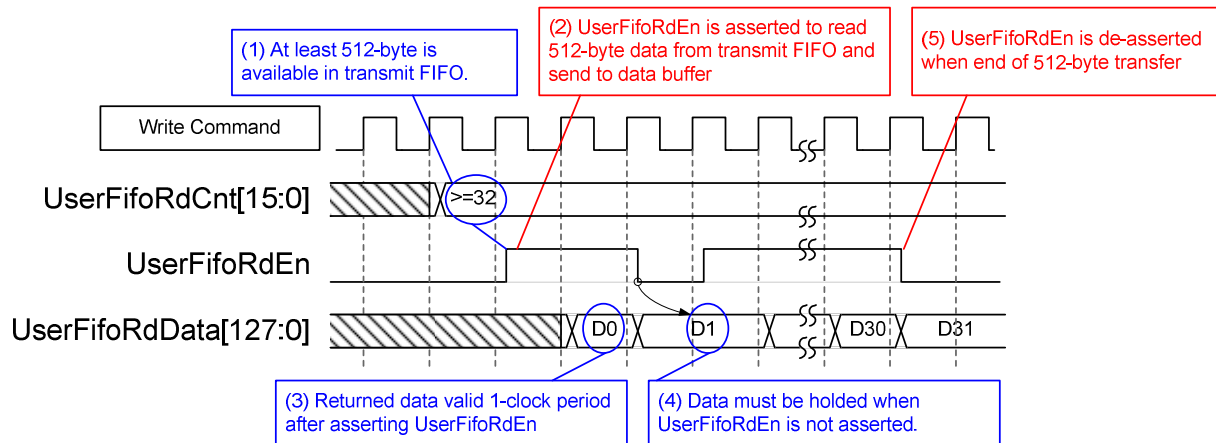 (1) At least 512-byte is
available in transmit FIFO.
(2) UserFifoRdEn is asserted to read
512-byte data from transmit FIFO and
send to data buffer
(5) UserFifoRdEn is de-asserted
when end of 512-byte transfer
Write Command
UserFifoRdCnt[15:0]
>=32
UserFifoRdEn
UserFifoRdData[127:0]
D0
D1
D30
D31
(3) Returned data valid 1-clock period
after asserting UserFifoRdEn
(4) Data must be holded when
UserFifoRdEn is not asserted.